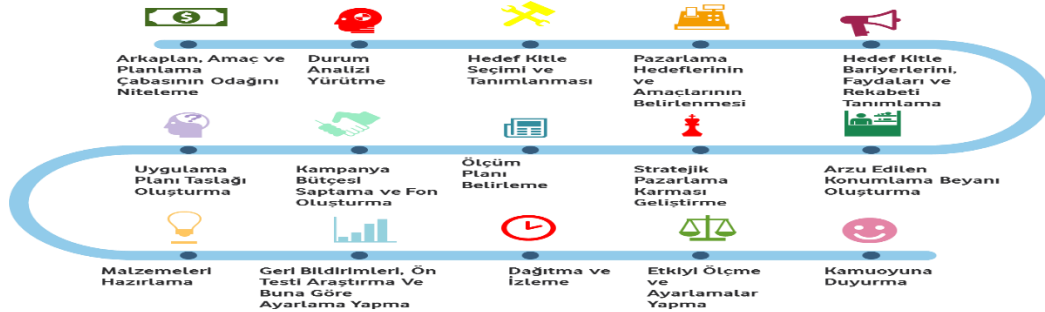 Arkaplan, Amaç ve
Planlama
Çabasının Odağını
Niteleme
Durum
Analizi
Yürütme
Hedef Kitle
Seçimi ve
Tanımlanması
Pazarlama
Hedeflerinin
ve
Amaçlarının
Belirlenmesi
Hedef Kitle
Bariyerlerini,
Faydaları ve
Rekabeti
Tanımlama
Uygulama
Planı Taslağı
Oluşturma
Kampanya
Bütçesi
Saptama ve Fon
Oluşturma
Ölçüm
Planı
Belirleme
Stratejik
Pazarlama
Karması
Geliştirme
Arzu Edilen
Konumlama Beyanı
Oluşturma
Malzemeleri
Hazırlama
Geri Bildirimleri, Ön
Testi Araştırma Ve
Buna Göre
Ayarlama Yapma
Dağıtma ve
İzleme
Etkiyi Ölçme
ve
Ayarlamalar
Yapma
Kamuoyuna
Duyurma